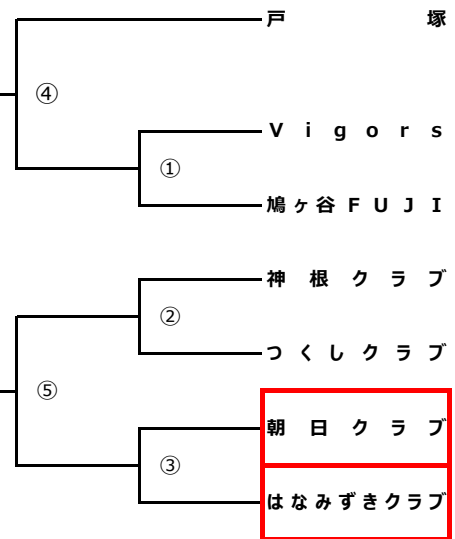 戸塚
④
Vigors
①
鳩ヶ谷FUJI
神根クラブ
②
つくしクラブ
⑤
朝日クラブ
③
はなみずきクラブ